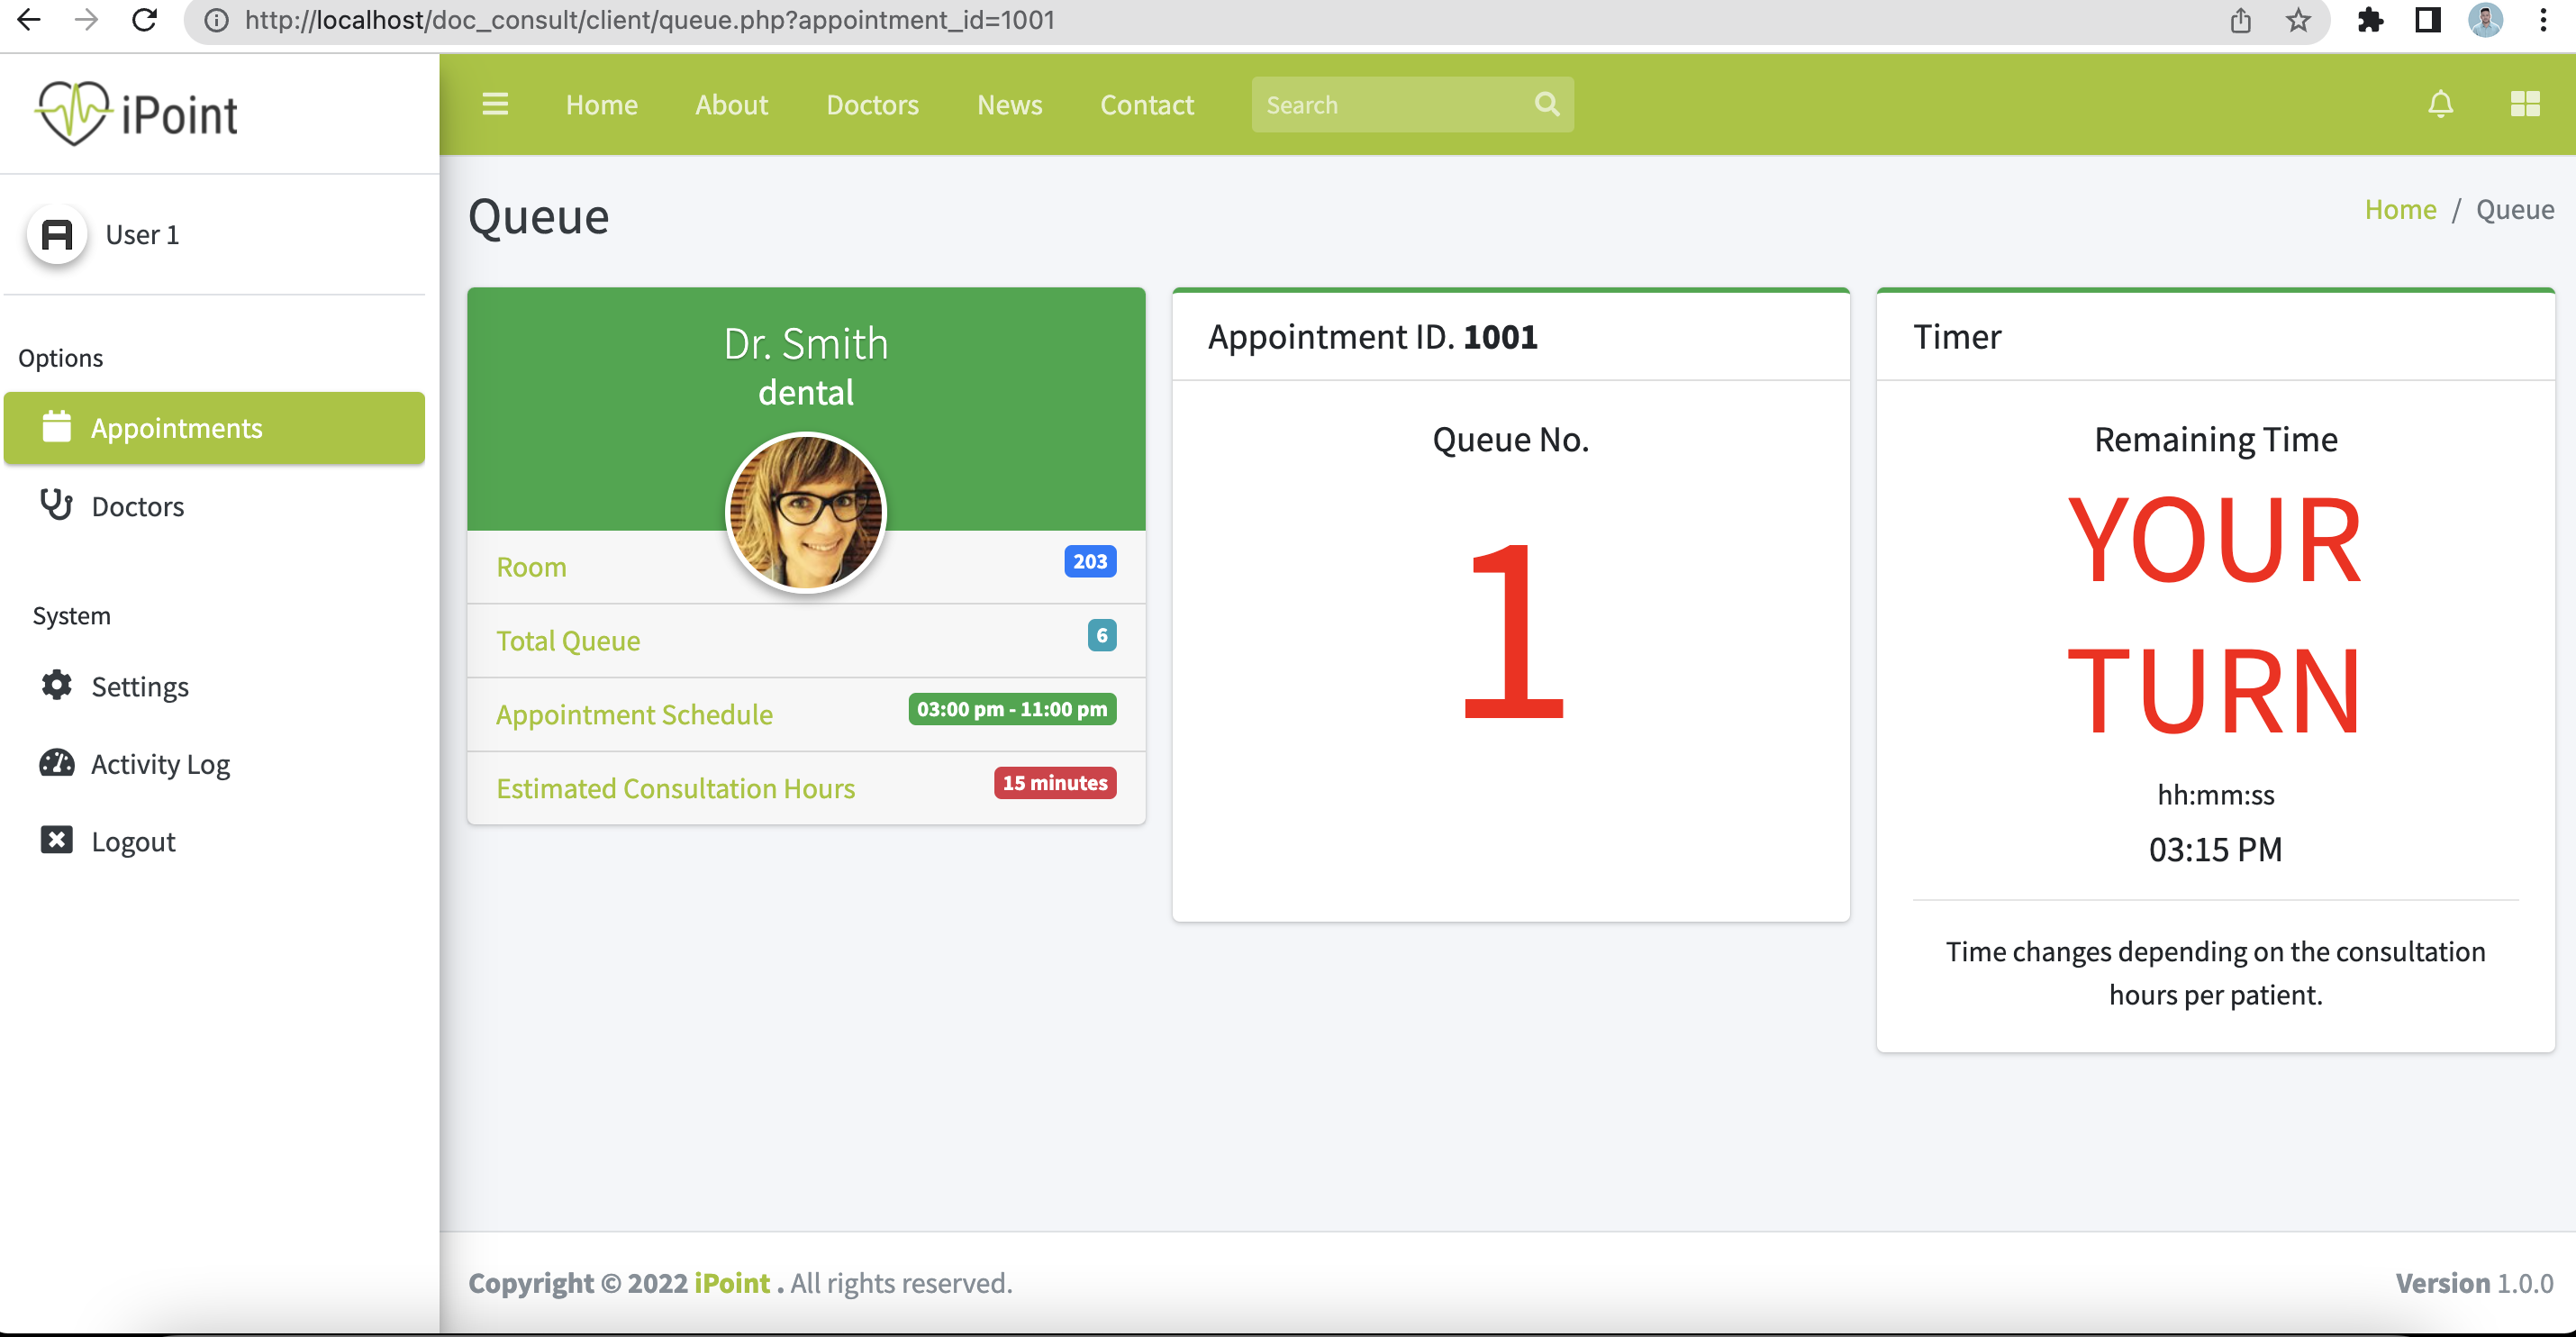 http://localhost/doc_consult/client/queue.php?appointment_id=1001
iPoint
Home About Doctors News Contact Search
User 1
Queue
Home / Queue
Options
Appointments
Doctors
System
Settings
Activity Log
Logout
Dr. Smith
dental
Room 203
Total Queue 6
Appointment Schedule 03:00 pm - 11:00 pm
Estimated Consultation Hours 15 minutes
Appointment ID. 1001
Queue No.
1
Timer
Remaining Time
YOUR
TURN
hh:mm:ss
03:15 PM
Time changes depending on the consultation
hours per patient.
Copyright © 2022 iPoint . All rights reserved.
Version 1.0.0